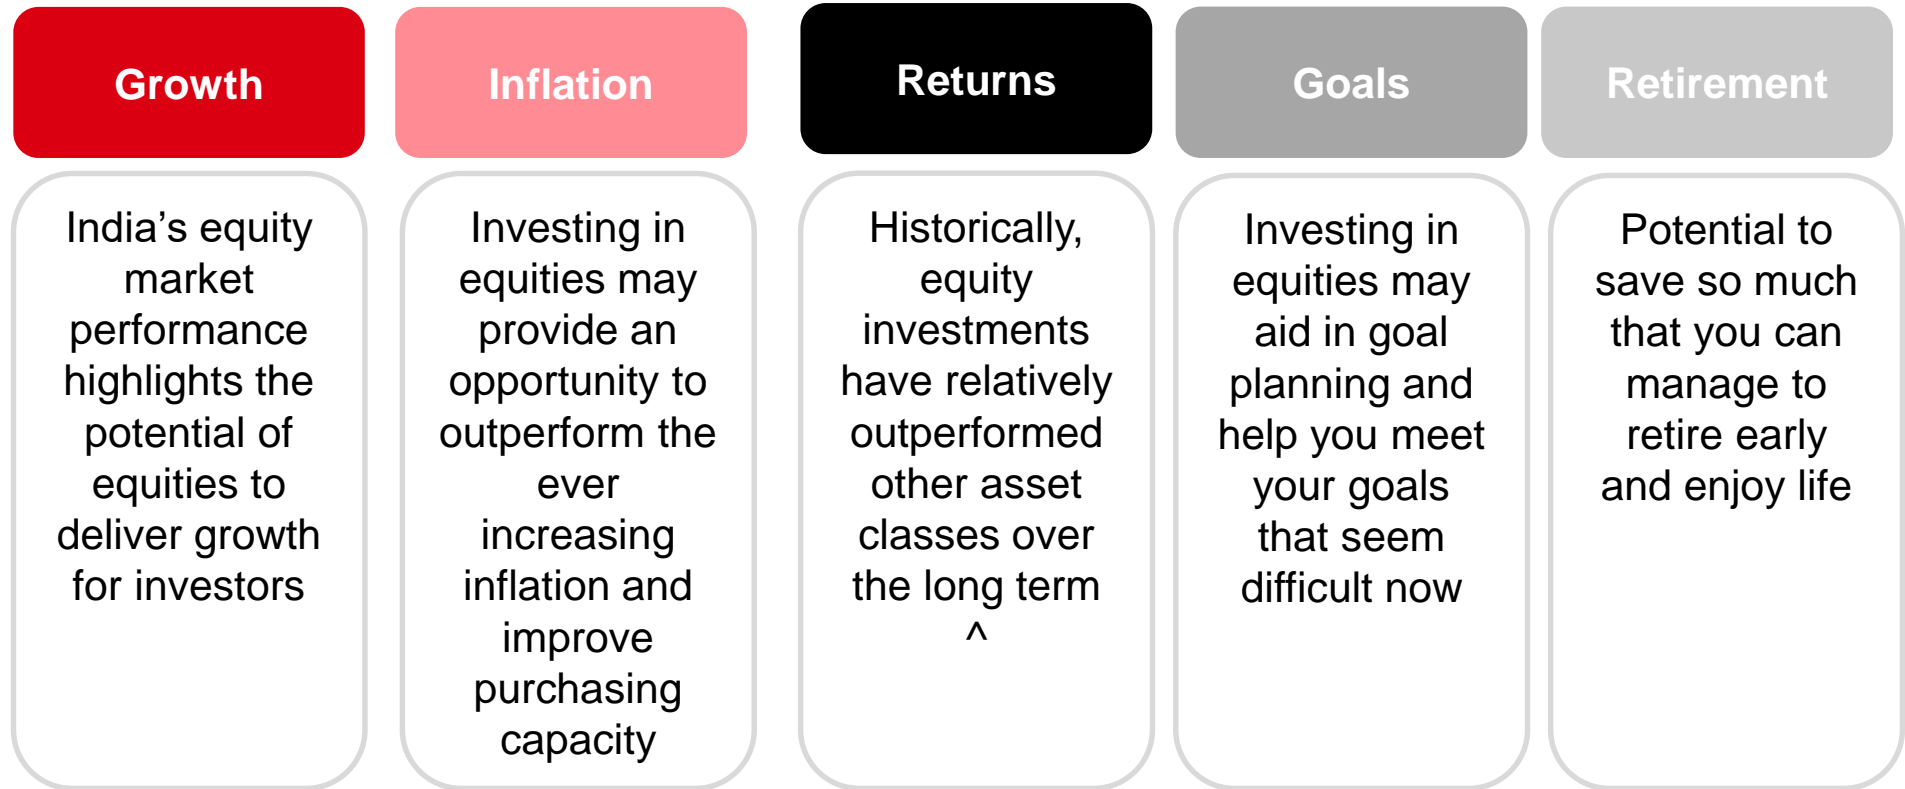 Growth
India’s equity
market
performance
highlights the
potential of
equities to
deliver growth
for investors
Inflation
Investing in
equities may
provide an
opportunity to
outperform the
ever
increasing
inflation and
improve
purchasing
capacity
Returns
Historically,
equity
investments
have relatively
outperformed
other asset
classes over
the long term
^
Goals
Investing in
equities may
aid in goal
planning and
help you meet
your goals
that seem
difficult now
Retirement
Potential to
save so much
that you can
manage to
retire early
and enjoy life